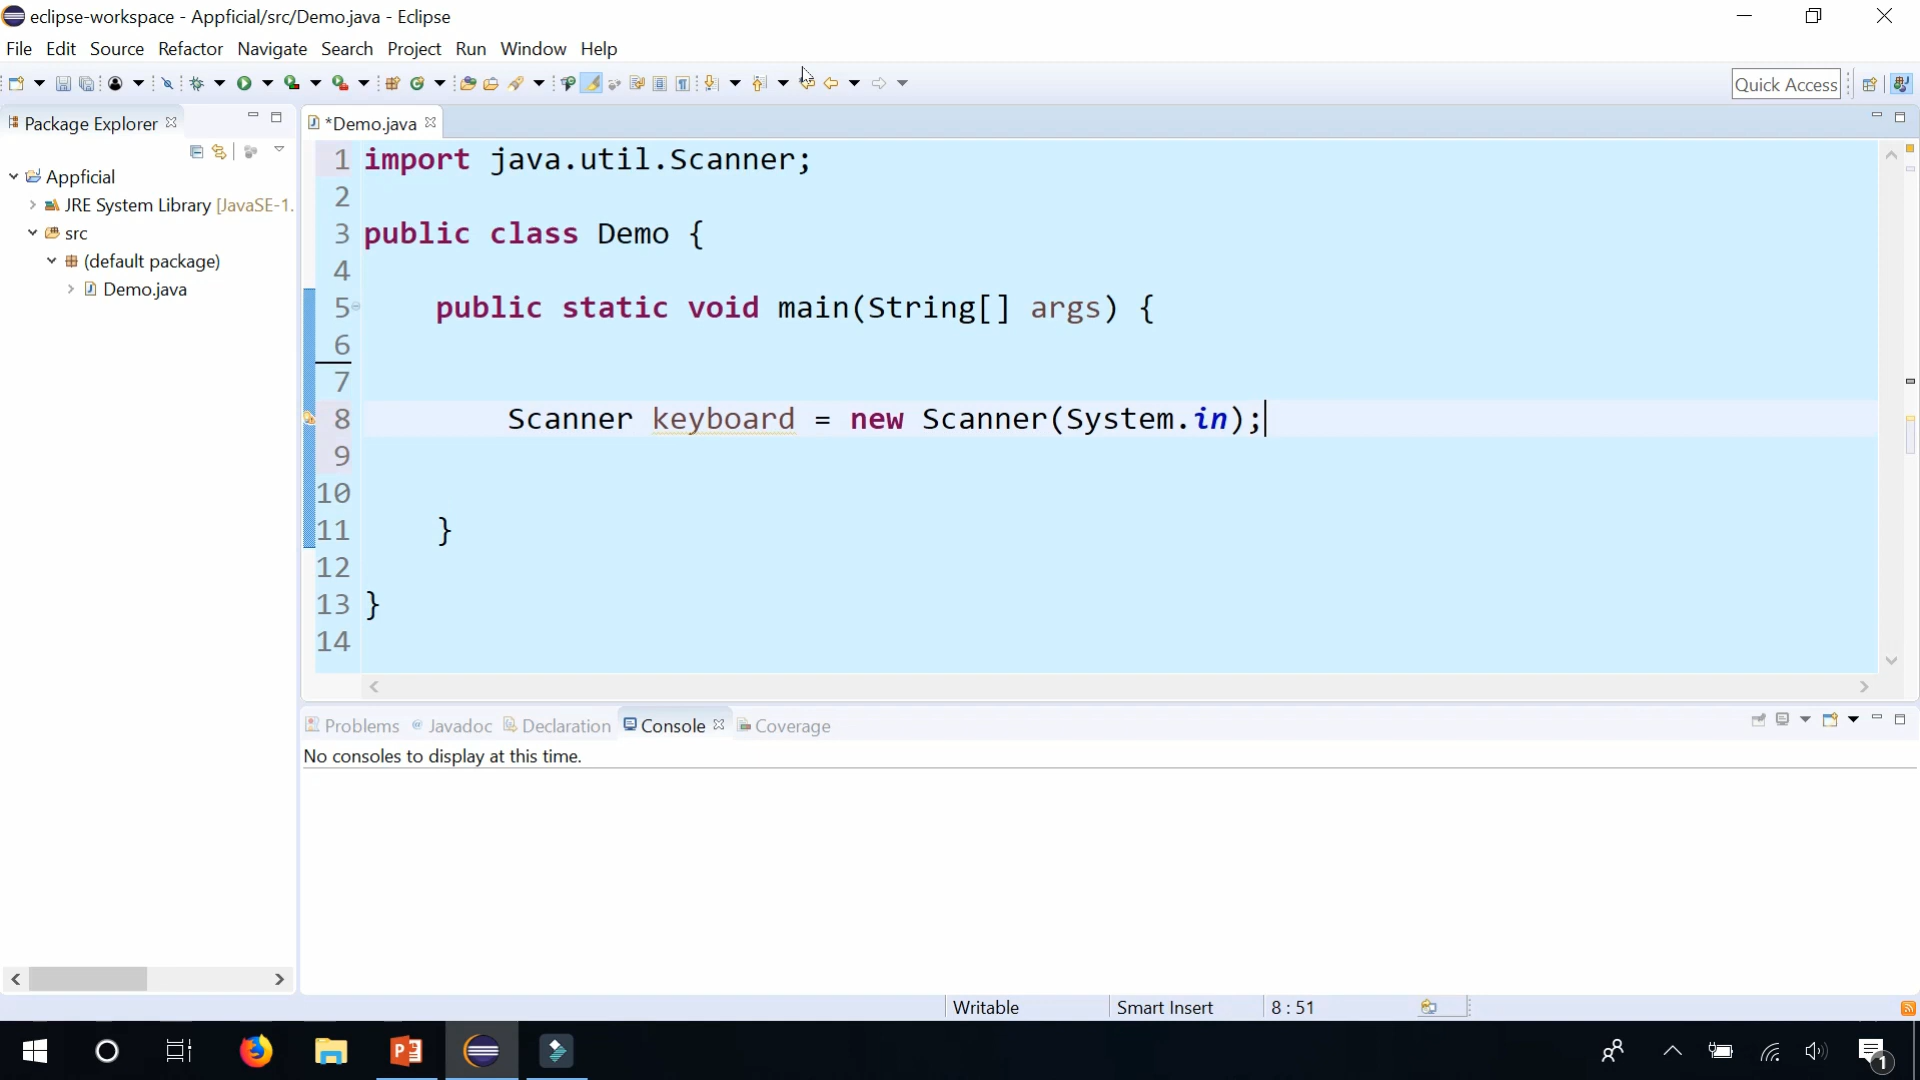 eclipse-workspace - Appficial/src/Demo.java - Eclipse
File Edit Source Refactor Navigate Search Project Run Window Help
Quick Access
Package Explorer
*Demo.java
Appficial
JRE System Library [JavaSE-1.
src
(default package)
Demo.java
1 import java.util.Scanner;
2
3 public class Demo {
4
5 public static void main(String[] args) {
6
7
8 Scanner keyboard = new Scanner(System.in);
9
10
11 }
12
13 }
14
Problems Javadoc Declaration Console Coverage
No consoles to display at this time.
Writable Smart Insert 8 : 51
1